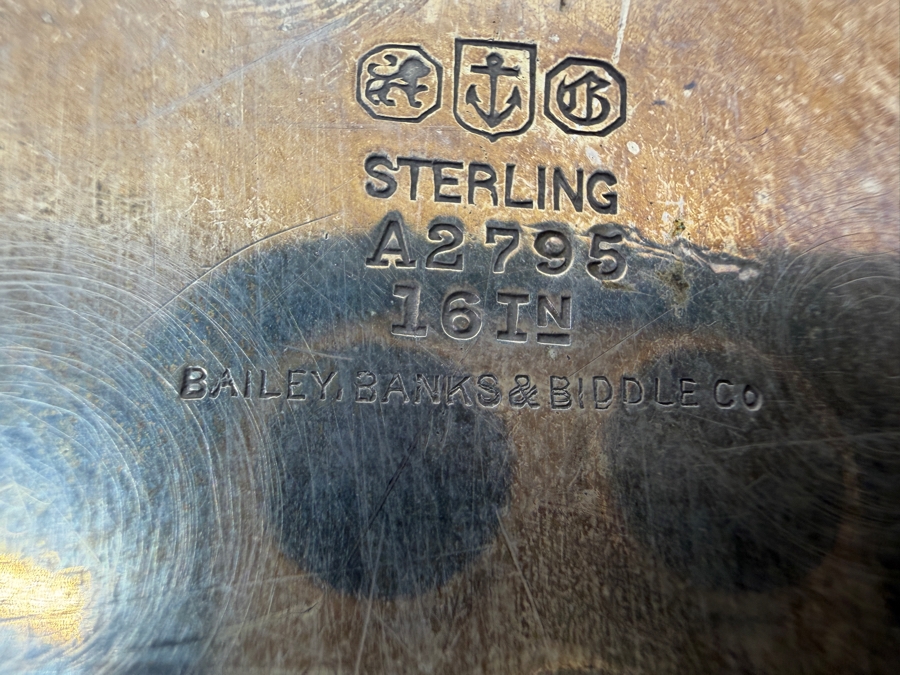 G
STERLING
A2795
16IN
BAILEY, BANKS & BIDDLE Co